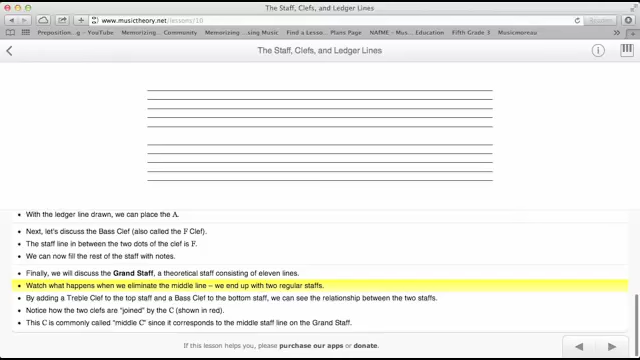 The Staff, Clefs, and Ledger Lines
www.musictheory.net/lessons/10
Reader
Preposition...g – YouTube Memorizing... Community Memorizing ...sing Music Find a Lesso... Plans Page NAfME – Mus... Education Fifth Grade 3 Musicmoreau
The Staff, Clefs, and Ledger Lines
• With the ledger line drawn, we can place the A.
• Next, let's discuss the Bass Clef (also called the F Clef).
• The staff line in between the two dots of the clef is F.
• We can now fill the rest of the staff with notes.
• Finally, we will discuss the Grand Staff, a theoretical staff consisting of eleven lines.
• Watch what happens when we eliminate the middle line – we end up with two regular staffs.
• By adding a Treble Clef to the top staff and a Bass Clef to the bottom staff, we can see the relationship between the two staffs.
• Notice how the two clefs are "joined" by the C (shown in red).
• This C is commonly called "middle C" since it corresponds to the middle staff line on the Grand Staff.
If this lesson helps you, please purchase our apps or donate.